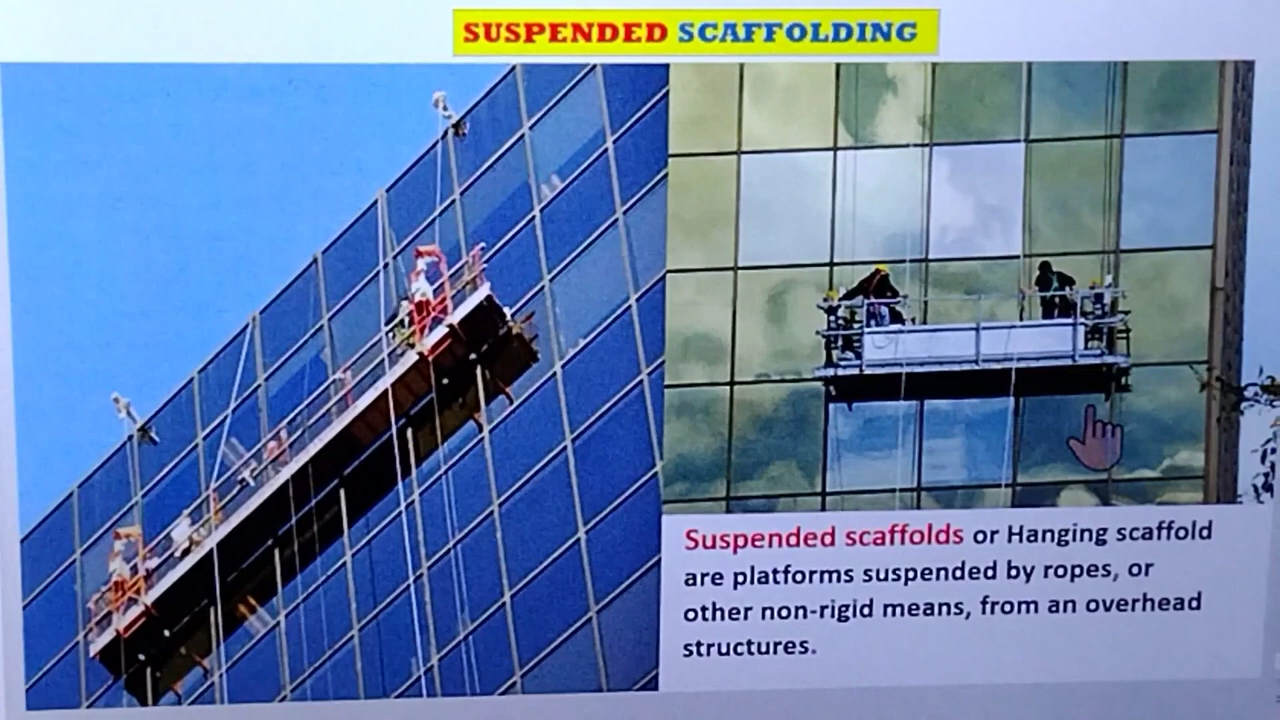 SUSPENDED SCAFFOLDING
Suspended scaffolds or Hanging scaffold
are platforms suspended by ropes, or
other non-rigid means, from an overhead
structures.